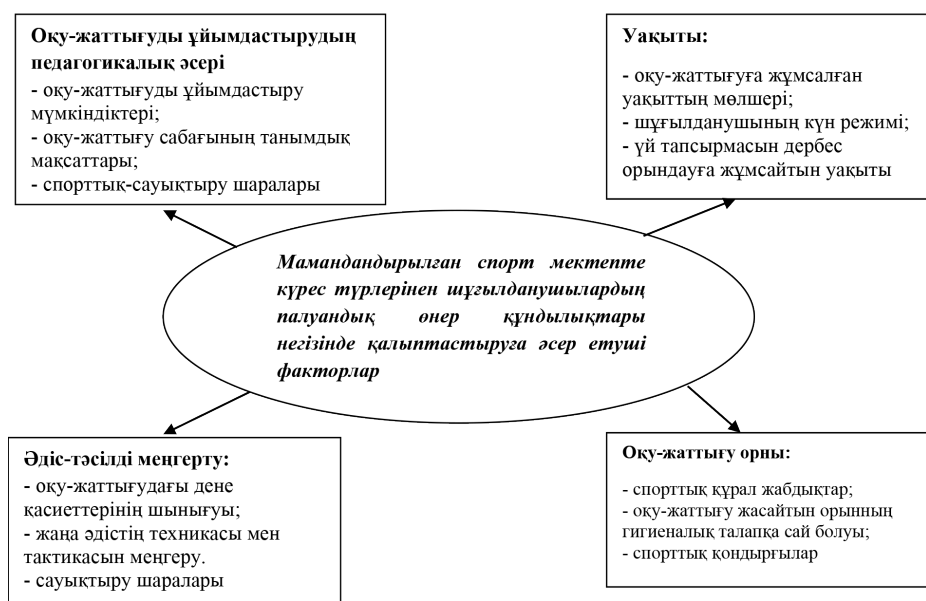 Оқу-жаттығуды ұйымдастырудың
педагогикалық әсері
- оқу-жаттығуды ұйымдастыру
мүмкіндіктері;
- оқу-жаттығу сабағының танымдық
мақсаттары;
- спорттық-сауықтыру шаралары
Уақыты:
- оқу-жаттығуға жұмсалған
уақыттың мөлшері;
- шұғылданушының күн режимі;
- үй тапсырмасын дербес
орындауға жұмсайтын уақыты
Мамандандырылған спорт мектепте
күрес түрлерінен шұғылданушылардың
палуандық өнер құндылықтары
негізінде қалыптастыруға әсер етуші
факторлар
Әдіс-тәсілді меңгерту:
- оқу-жаттығудағы дене
қасиеттерінің шынығуы;
- жаңа әдістің техникасы мен
тактикасын меңгеру.
- сауықтыру шаралары
Оқу-жаттығу орны:
- спорттық құрал жабдықтар;
- оқу-жаттығу жасайтын орынның
гигиеналық талапқа сай болуы;
- спорттық қондырғылар